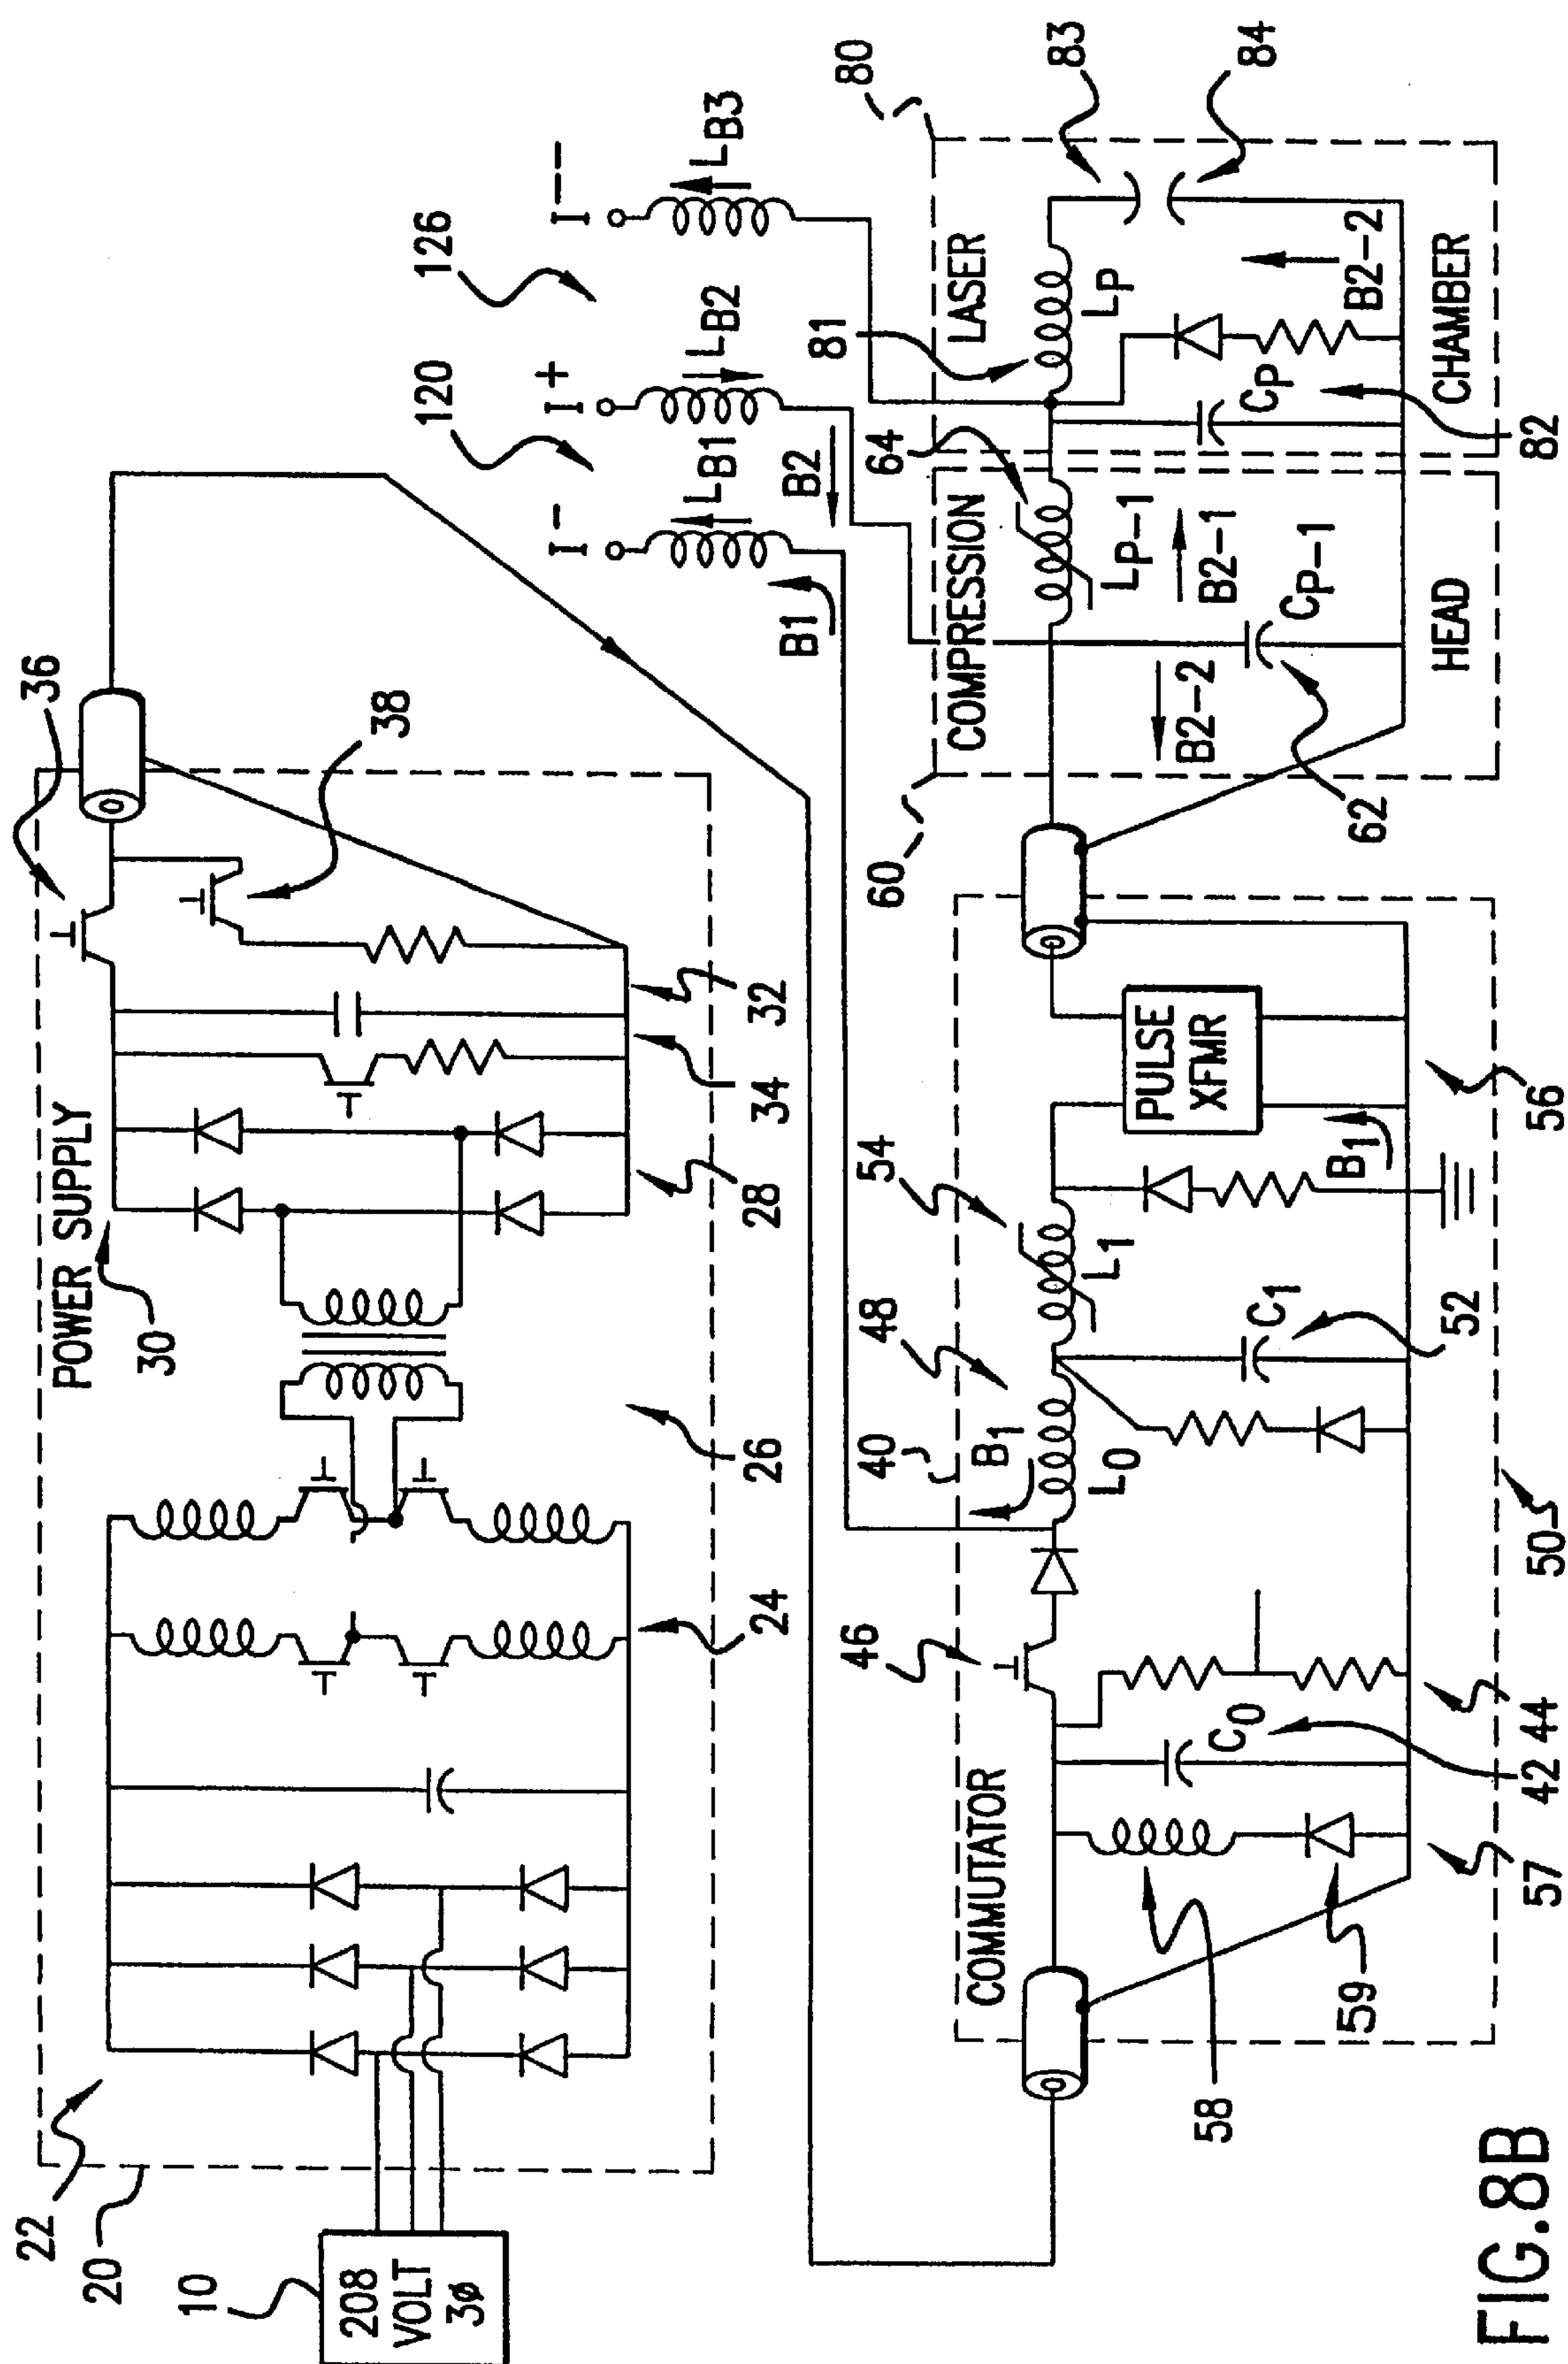 22
20
10
208
VOLT
3ø
POWER SUPPLY
30
36
38
24
26
28
34
32
120
126
I-
I+
I--
LB1
LB2
LB3
B1
B2
COMMUTATOR
46
40
B1
48
54
L0
L1
C0
C1
PULSE
XFMR
B1
58
59
57
42
44
50
52
56
60
COMPRESSION
HEAD
64
LP-1
B2-1
B2-2
CP-1
62
80
LASER
CHAMBER
81
LP
CP
82
83
84
B2-2
FIG.8B